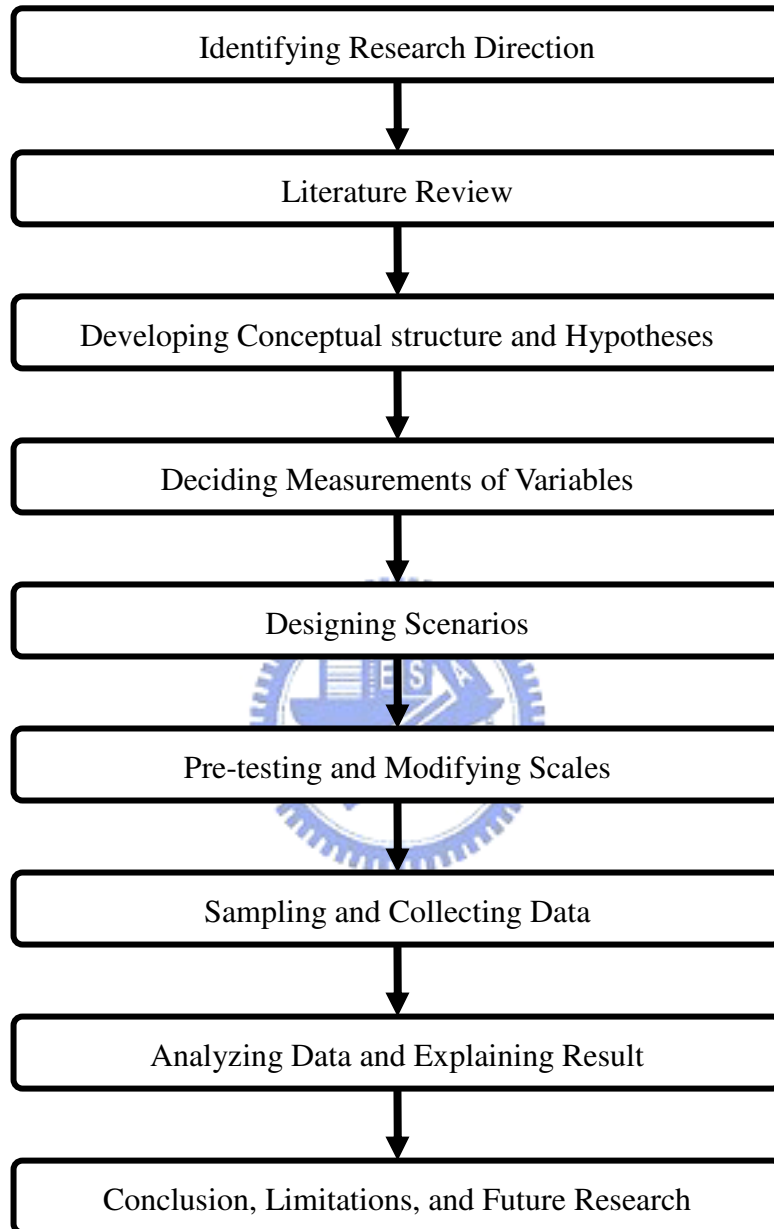 Identifying Research Direction
Literature Review
Developing Conceptual structure and Hypotheses
Deciding Measurements of Variables
Designing Scenarios
E S A
Pre-testing and Modifying Scales
Sampling and Collecting Data
Analyzing Data and Explaining Result
Conclusion, Limitations, and Future Research